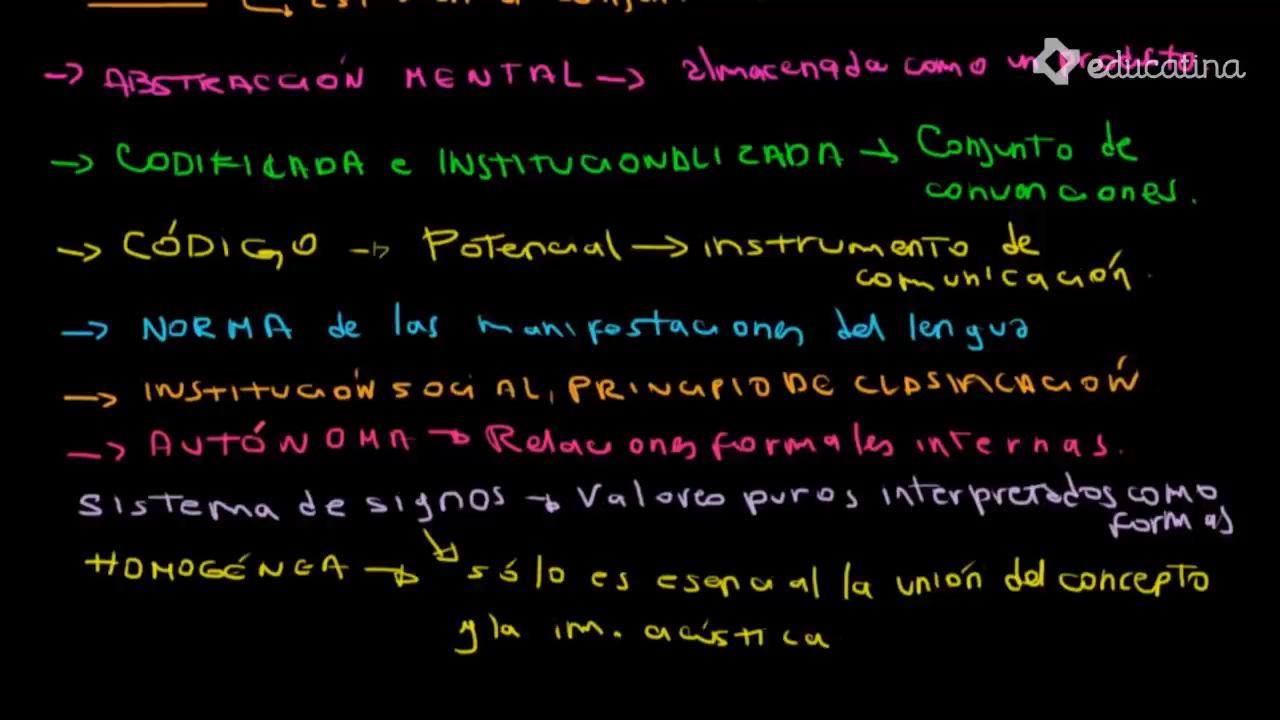 → ABSTRACCIÓN MENTAL → almacenada como un producto.
educatina
→ CODIFICADA e INSTITUCIONALIZADA → Conjunto de
convenciones.
→ CÓDIGO → Potencial → instrumento de
comunicación.
→ NORMA de las manifestaciones del lengua
→ INSTITUCIÓN SOCIAL, PRINCIPIO DE CLASIFICACIÓN
→ AUTÓNOMA → Relaciones formales internas.
Sistema de signos → Valores puros interpretados como
formas
HOMOGÉNEA → sólo es esencial la unión del concepto
y la im. acústica